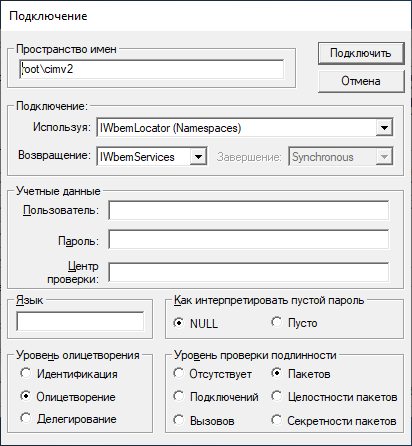 Подключение
Пространство имен
root\cimv2
Подключить
Отмена
Подключение:
Используя: IWbemLocator (Namespaces)
Возвращение: IWbemServices Завершение: Synchronous
Учетные данные
Пользователь:
Пароль:
Центр
проверки:
Язык
Как интерпретировать пустой пароль
NULL Пусто
Уровень олицетворения
Идентификация
Олицетворение
Делегирование
Уровень проверки подлинности
Отсутствует Пакетов
Подключений Целостности пакетов
Вызовов Секретности пакетов